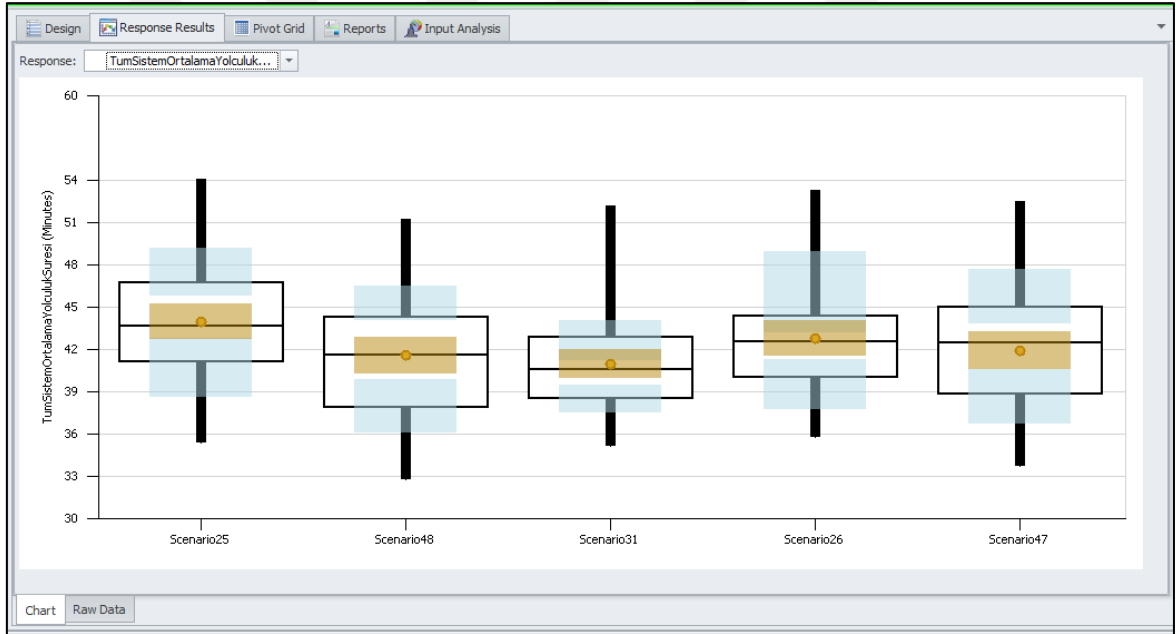 Design Response Results Pivot Grid Reports Input Analysis
Response: TumSistemOrtalamaYolculuk...
TumSistemOrtalamaYolculukSuresi (Minutes)
60
54
51
48
45
42
39
36
33
30
Scenario25 Scenario48 Scenario31 Scenario26 Scenario47
Chart Raw Data